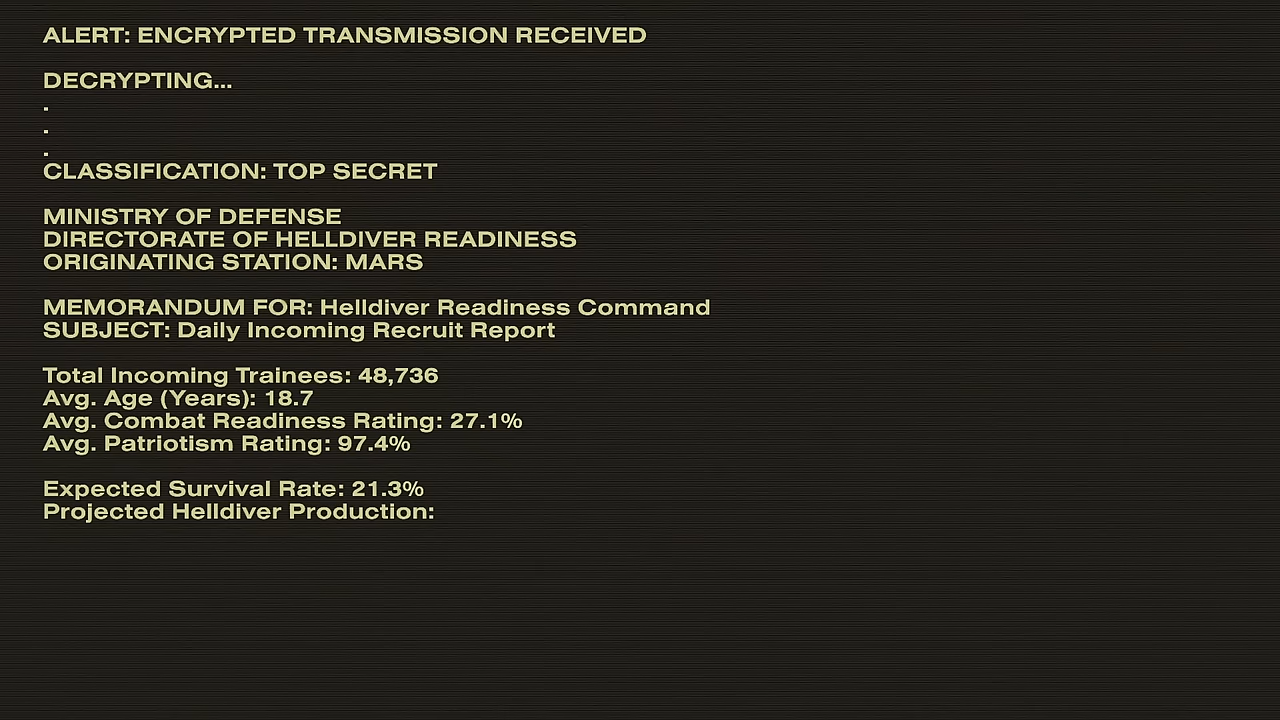 ALERT: ENCRYPTED TRANSMISSION RECEIVED
DECRYPTING...
.
.
.
CLASSIFICATION: TOP SECRET
MINISTRY OF DEFENSE
DIRECTORATE OF HELLDIVER READINESS
ORIGINATING STATION: MARS
MEMORANDUM FOR: Helldiver Readiness Command
SUBJECT: Daily Incoming Recruit Report
Total Incoming Trainees: 48,736
Avg. Age (Years): 18.7
Avg. Combat Readiness Rating: 27.1%
Avg. Patriotism Rating: 97.4%
Expected Survival Rate: 21.3%
Projected Helldiver Production: